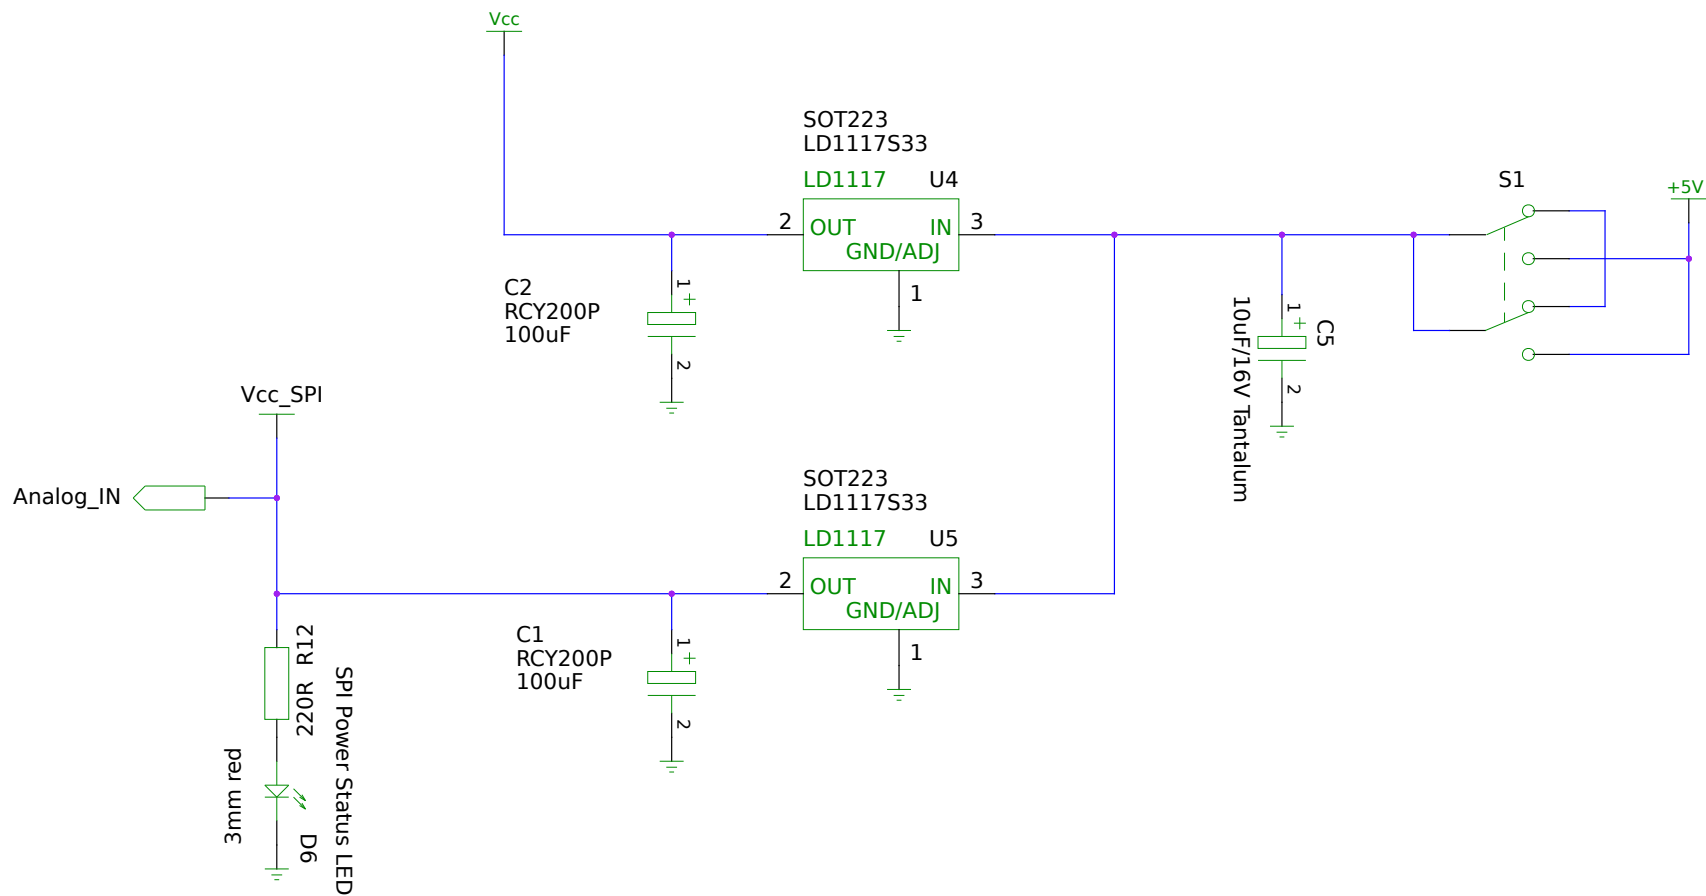 Vcc
SOT223
LD1117S33
LD1117
U4
2
OUT
IN
3
GND/ADJ
1
S1
+5V
C2
RCY200P
100uF
1
+
2
1
+
2
C5
10uF/16V Tantalum
Vcc_SPI
Analog_IN
SOT223
LD1117S33
LD1117
U5
2
OUT
IN
3
GND/ADJ
1
C1
RCY200P
100uF
1
+
2
220R R12
SPI Power Status LED
3mm red
D6